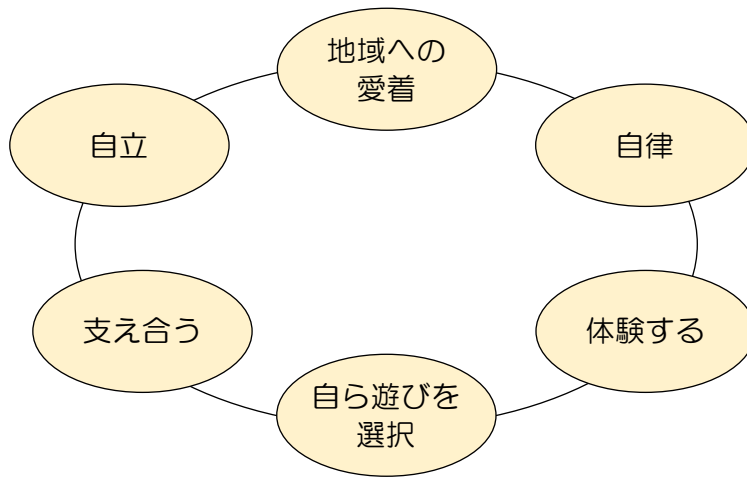 地域への
愛着
自立
自律
支え合う
体験する
自ら遊びを
選択